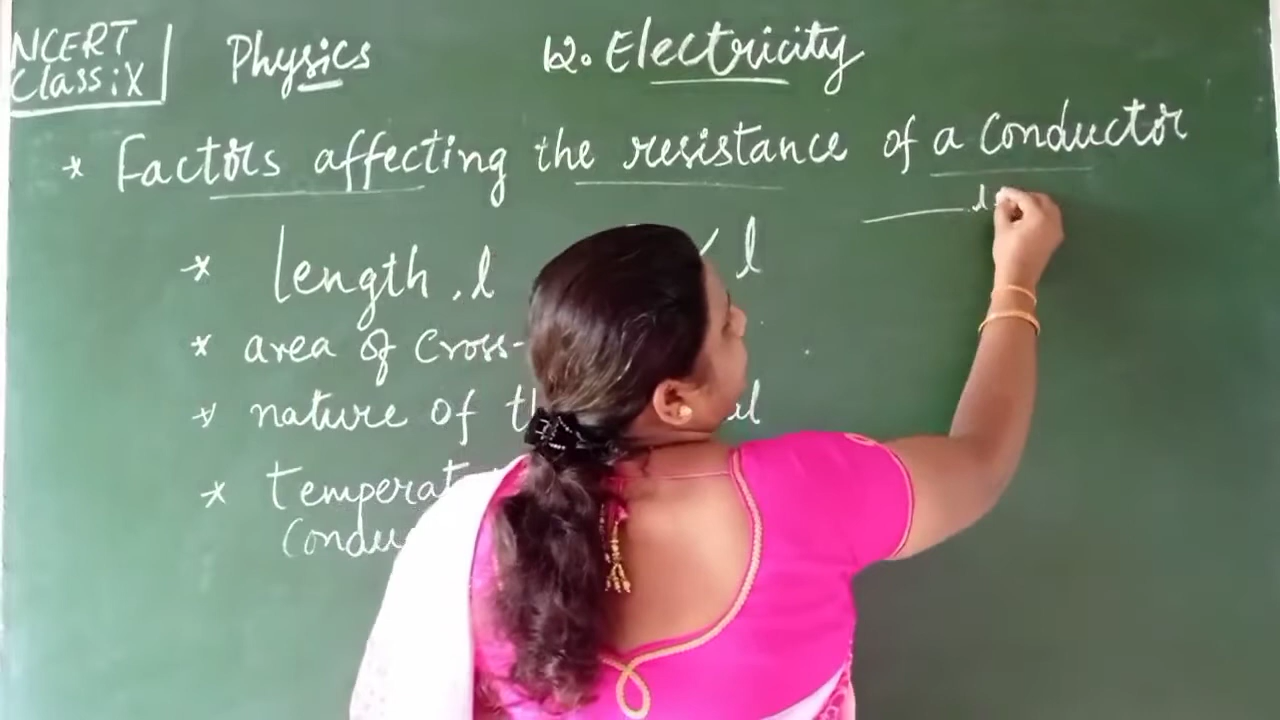 NCERT
Class:X
Physics
12. Electricity
* Factors affecting the resistance of a Conductor
l
* length, l
l
* area of Cross-
* nature of
* temperat
Condu